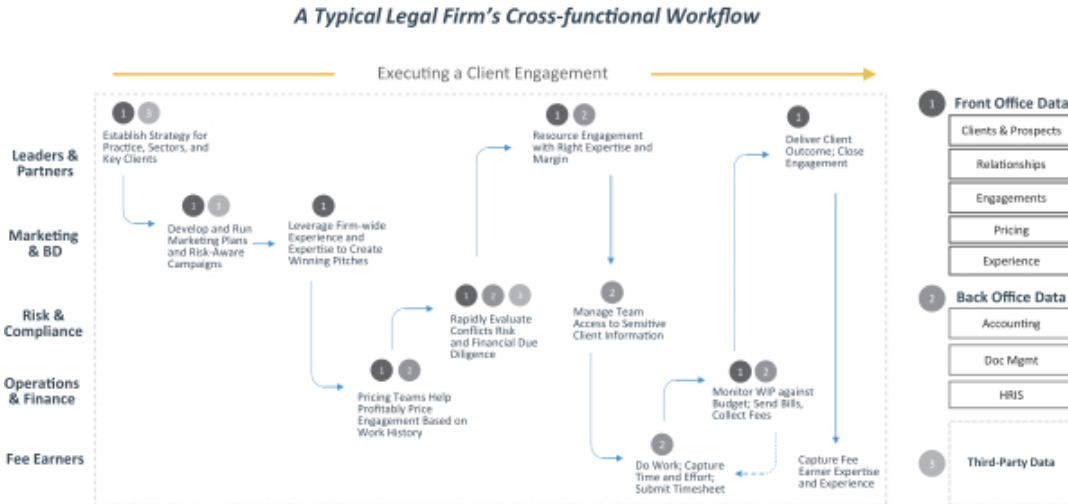 A Typical Legal Firm's Cross-functional Workflow
Executing a Client Engagement
Leaders &
Partners
Marketing
& BD
Risk &
Compliance
Operations
& Finance
Fee Earners
1 3
Establish Strategy for
Practice, Sectors, and
Key Clients
1 3
Develop and Run
Marketing Plans
and Risk-Aware
Campaigns
1
Leverage Firm-wide
Experience and
Expertise to Create
Winning Pitches
1 2
Pricing Teams Help
Profitably Price
Engagement Based on
Work History
1 2 3
Rapidly Evaluate
Conflicts Risk
and Financial Due
Diligence
1 2
Resource Engagement
with Right Expertise and
Margin
2
Manage Team
Access to Sensitive
Client Information
2
Do Work; Capture
Time and Effort;
Submit Timesheet
1 2
Monitor WIP against
Budget; Send Bills,
Collect Fees
1
Deliver Client
Outcome; Close
Engagement
Capture Fee
Earner Expertise
and Experience
1 Front Office Data
Clients & Prospects
Relationships
Engagements
Pricing
Experience
2 Back Office Data
Accounting
Doc Mgmt
HRIS
3 Third-Party Data